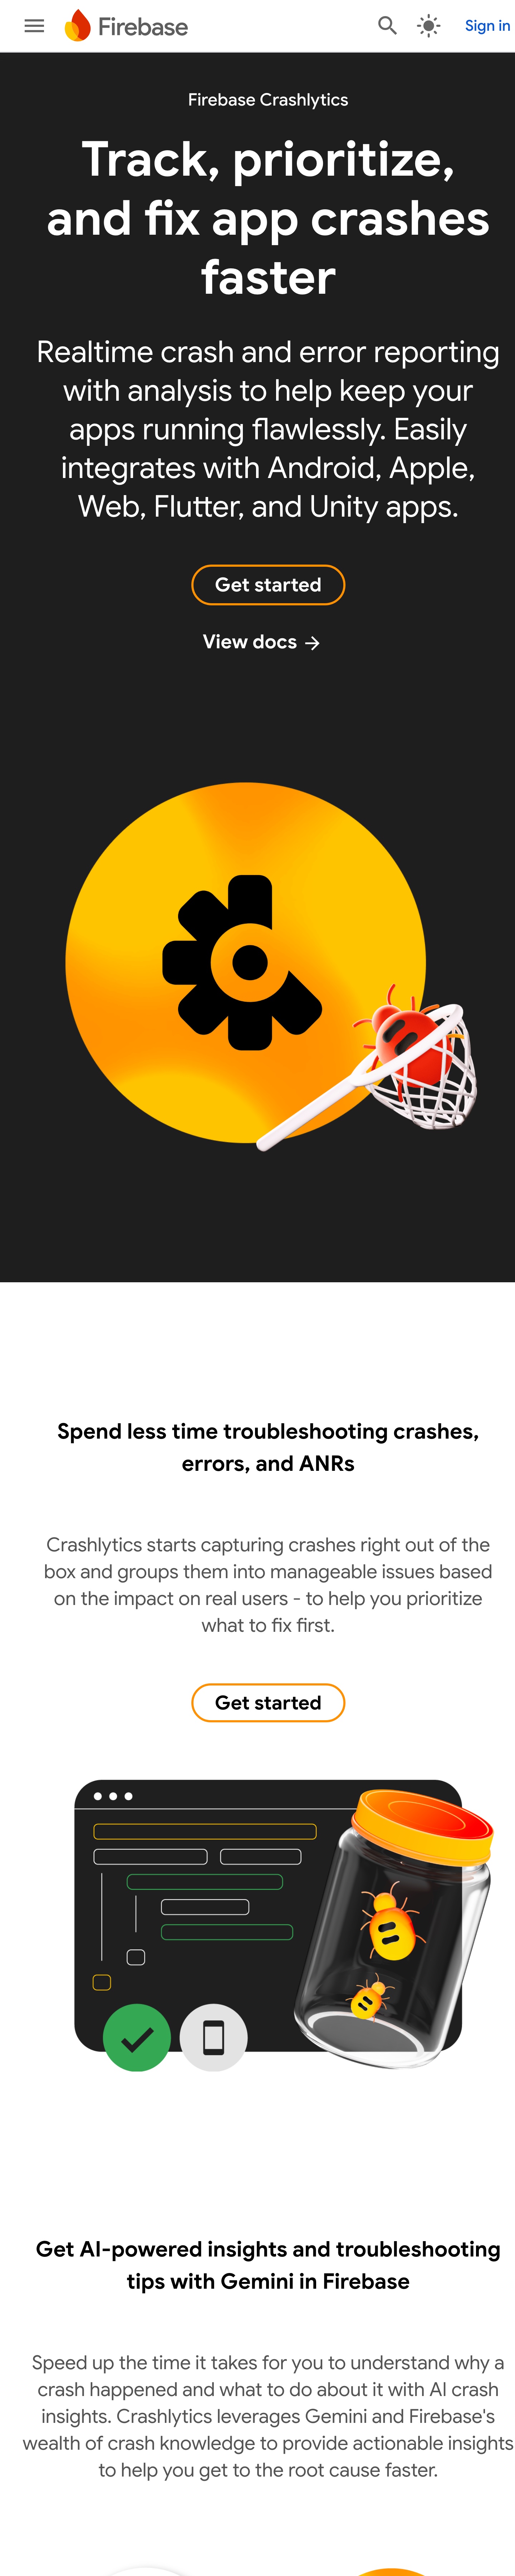 Firebase
Sign in
Firebase Crashlytics
Track, prioritize,
and fix app crashes
faster
Realtime crash and error reporting
with analysis to help keep your
apps running flawlessly. Easily
integrates with Android, Apple,
Web, Flutter, and Unity apps.
Get started
View docs →
Spend less time troubleshooting crashes,
errors, and ANRs
Crashlytics starts capturing crashes right out of the
box and groups them into manageable issues based
on the impact on real users - to help you prioritize
what to fix first.
Get started
Get AI-powered insights and troubleshooting
tips with Gemini in Firebase
Speed up the time it takes for you to understand why a
crash happened and what to do about it with AI crash
insights. Crashlytics leverages Gemini and Firebase's
wealth of crash knowledge to provide actionable insights
to help you get to the root cause faster.